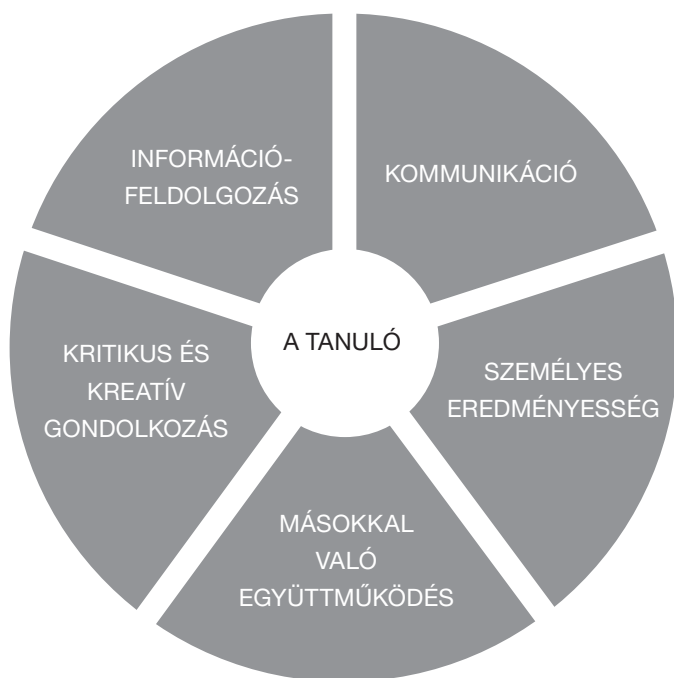 INFORMÁCIÓ-
FELDOLGOZÁS
KOMMUNIKÁCIÓ
A TANULÓ
KRITIKUS ÉS
KREATÍV
GONDOLKOZÁS
SZEMÉLYES
EREDMÉNYESSÉG
MÁSOKKAL
VALÓ
EGYÜTTMŰKÖDÉS